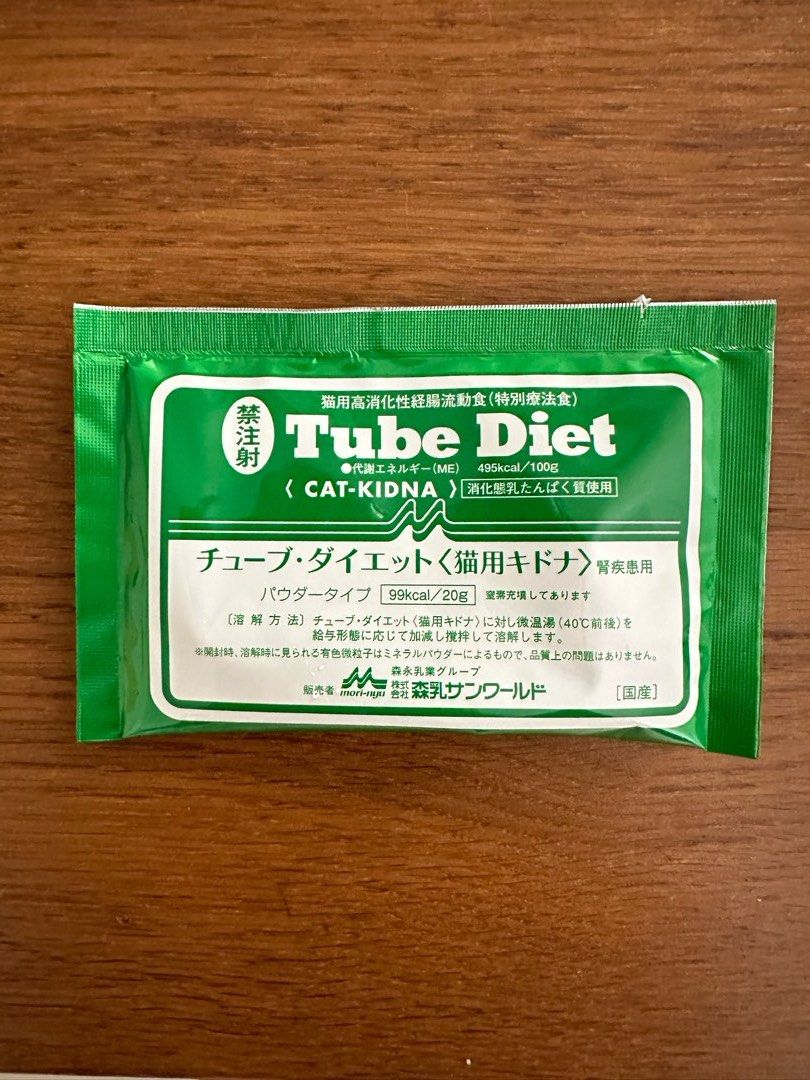 猫用高消化性経腸流動食(特別療法食)
禁注射
Tube Diet
●代謝エネルギー(ME) 495kcal/100g
〈 CAT-KIDNA 〉 消化態乳たんぱく質使用
チューブ・ダイエット〈猫用キドナ〉腎疾患用
パウダータイプ 99kcal/20g 窒素充填してあります
〔溶解方法〕チューブ・ダイエット〈猫用キドナ〉に対し微温湯(40℃前後)を
給与形態に応じて加減し撹拌して溶解します。
※開封時、溶解時に見られる有色微粒子はミネラルパウダーによるもので、品質上の問題はありません。
森永乳業グループ
販売者 mori-nyu 株式会社 森乳サンワールド [国産]